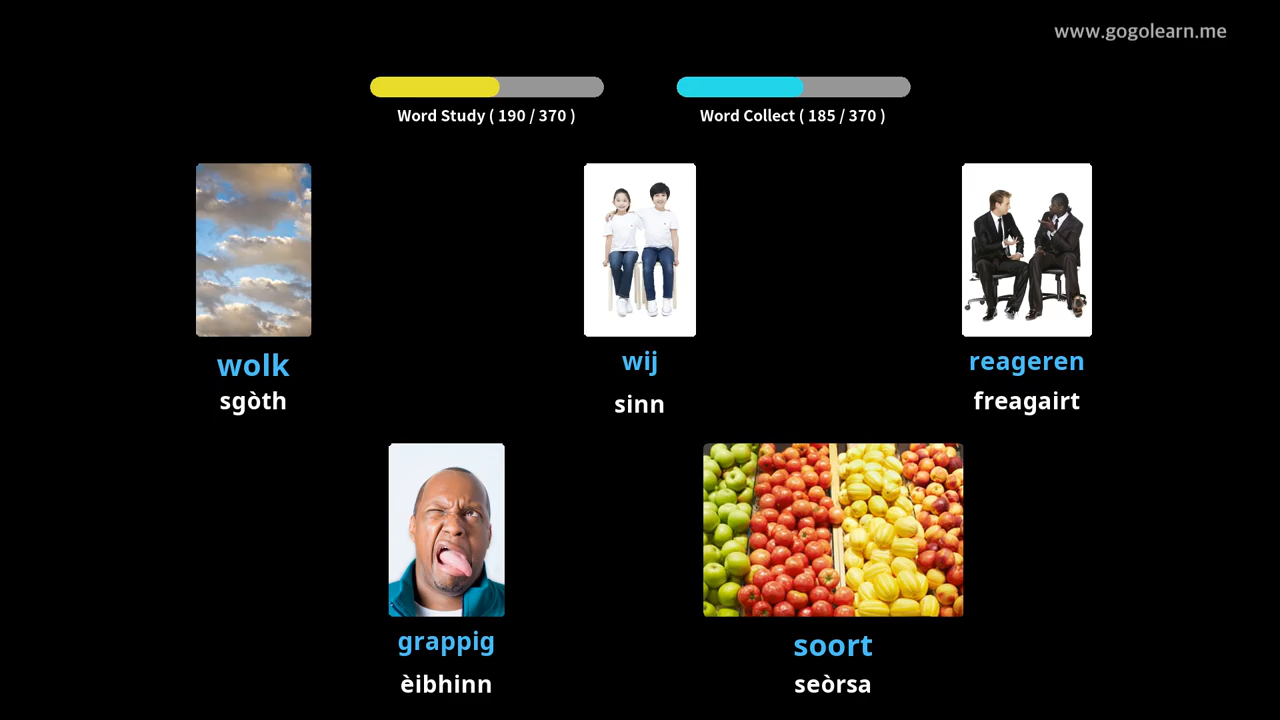 www.gogolearn.me
Word Study ( 190 / 370 )
Word Collect ( 185 / 370 )
wolk
sgòth
wij
sinn
reageren
freagairt
grappig
èibhinn
soort
seòrsa